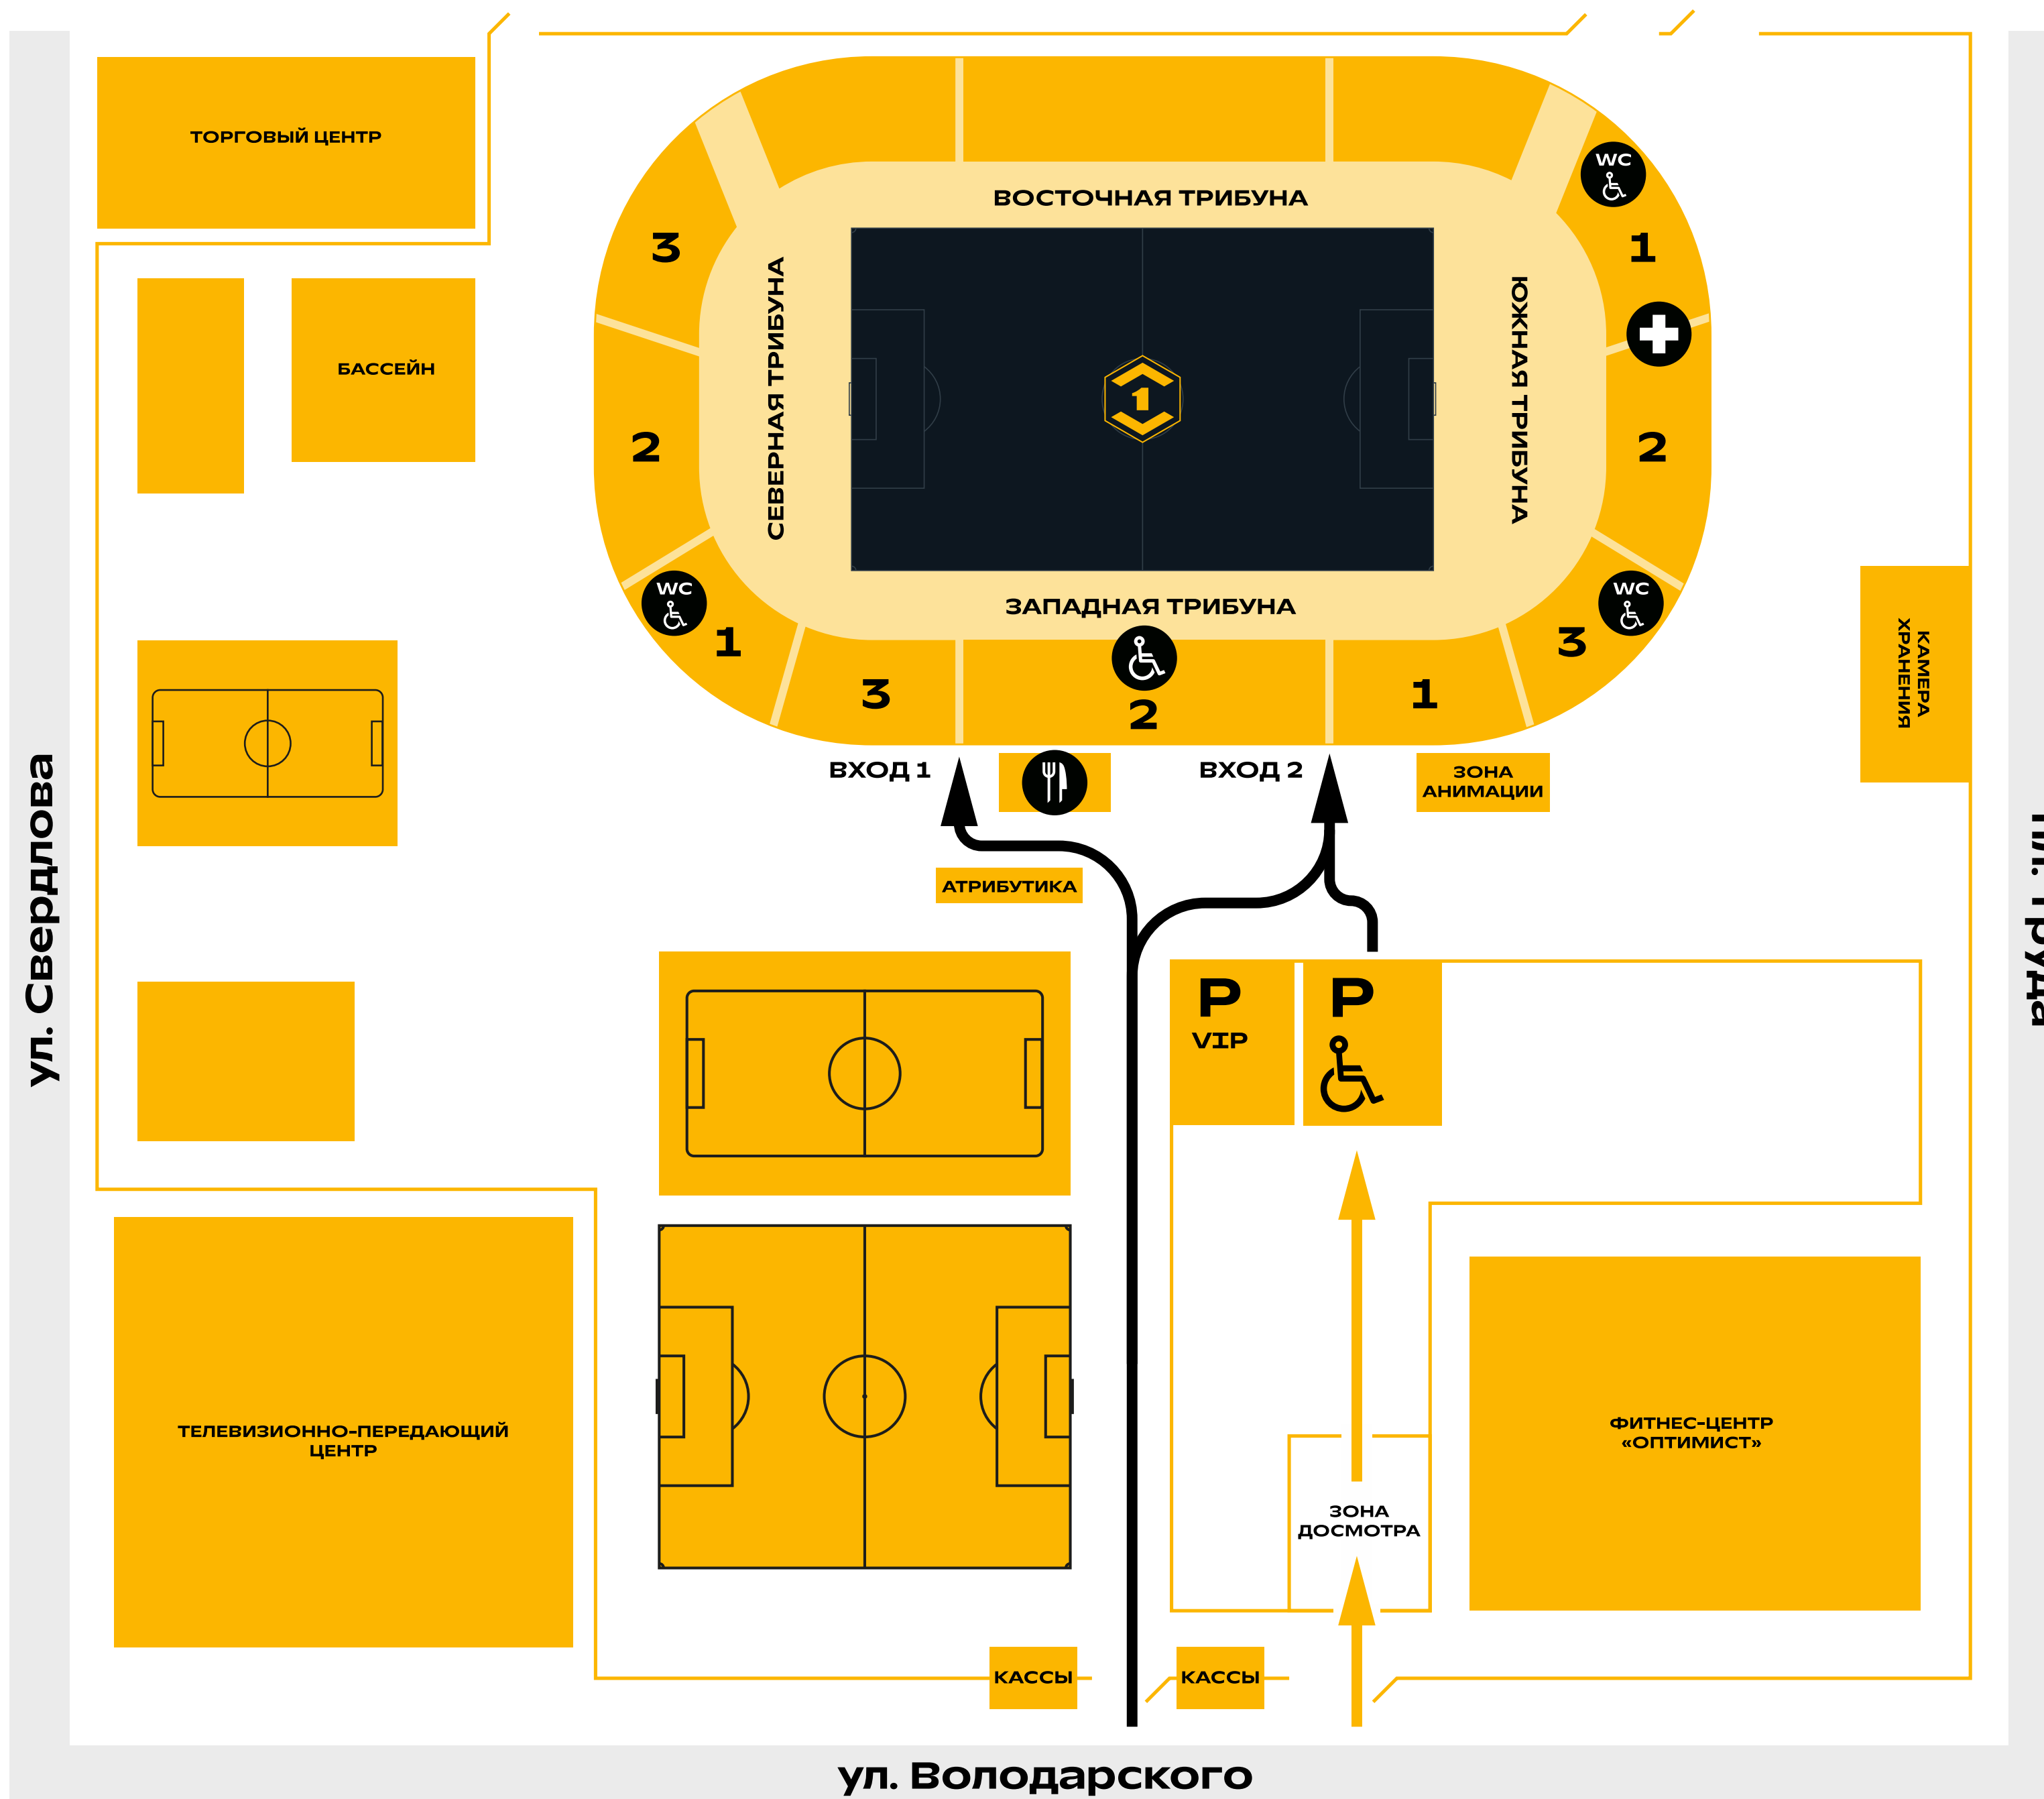 ТОРГОВЫЙ ЦЕНТР
WC
ВОСТОЧНАЯ ТРИБУНА
3
1
БАССЕЙН
СЕВЕРНАЯ ТРИБУНА
1
ЮЖНАЯ ТРИБУНА
2
2
WC
WC
ЗАПАДНАЯ ТРИБУНА
1
3
3
2
1
КАМЕРА
ХРАНЕНИЯ
ВХОД 1
ВХОД 2
ЗОНА
АНИМАЦИИ
АТРИБУТИКА
ул. Свердлова
пл. Труда
P
VIP
P
ТЕЛЕВИЗИОННО-ПЕРЕДАЮЩИЙ
ЦЕНТР
ФИТНЕС-ЦЕНТР
«ОПТИМИСТ»
ЗОНА
ДОСМОТРА
КАССЫ
КАССЫ
ул. Володарского